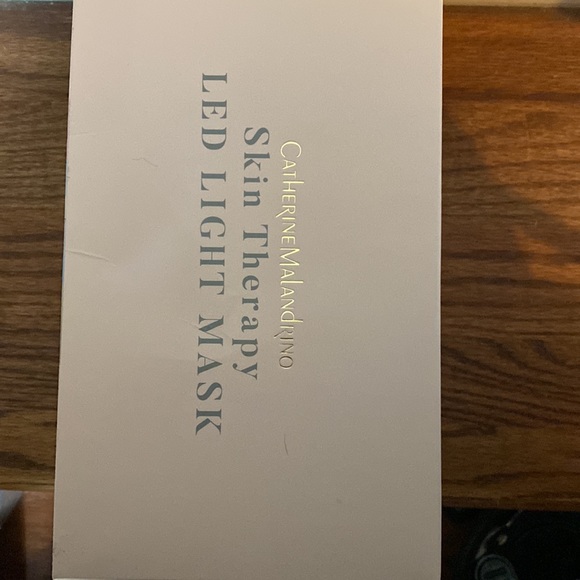 CATHERINE MALANDRINO
Skin Therapy
LED LIGHT MASK